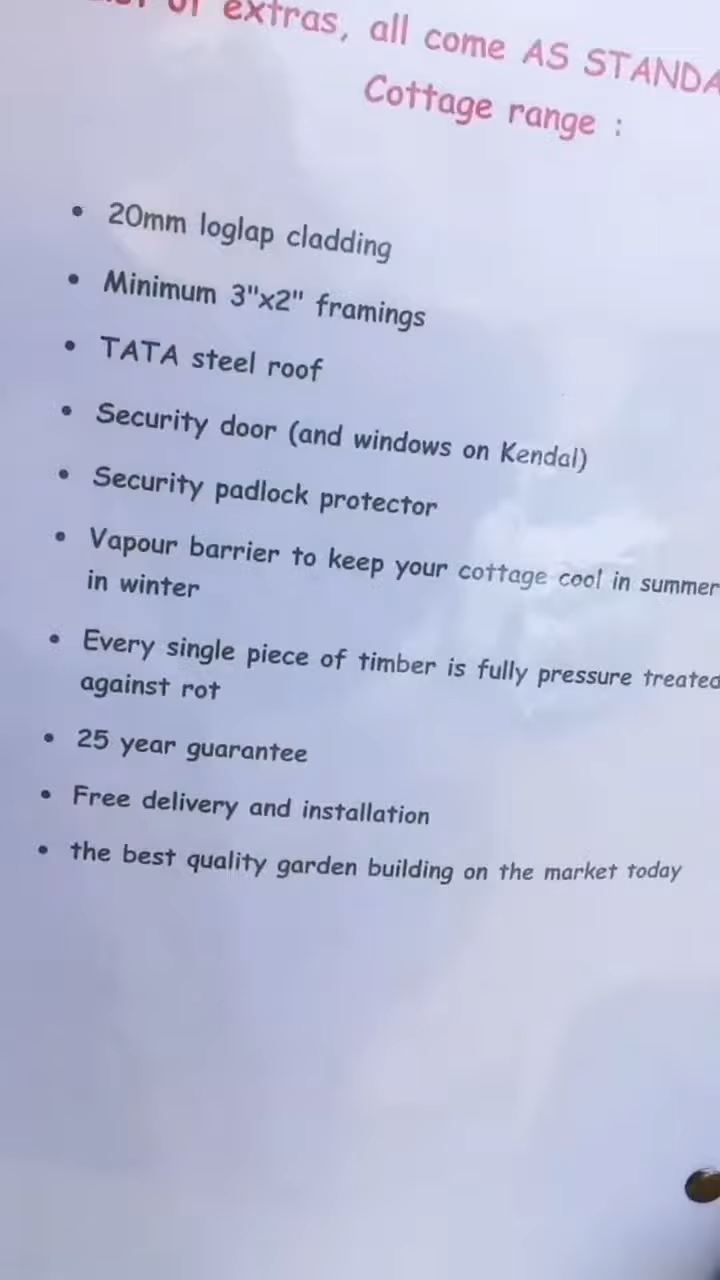 of extras, all come AS STANDA
Cottage range :
• 20mm loglap cladding
• Minimum 3"x2" framings
• TATA steel roof
• Security door (and windows on Kendal)
• Security padlock protector
• Vapour barrier to keep your cottage cool in summer
in winter
• Every single piece of timber is fully pressure treated
against rot
• 25 year guarantee
• Free delivery and installation
• the best quality garden building on the market today